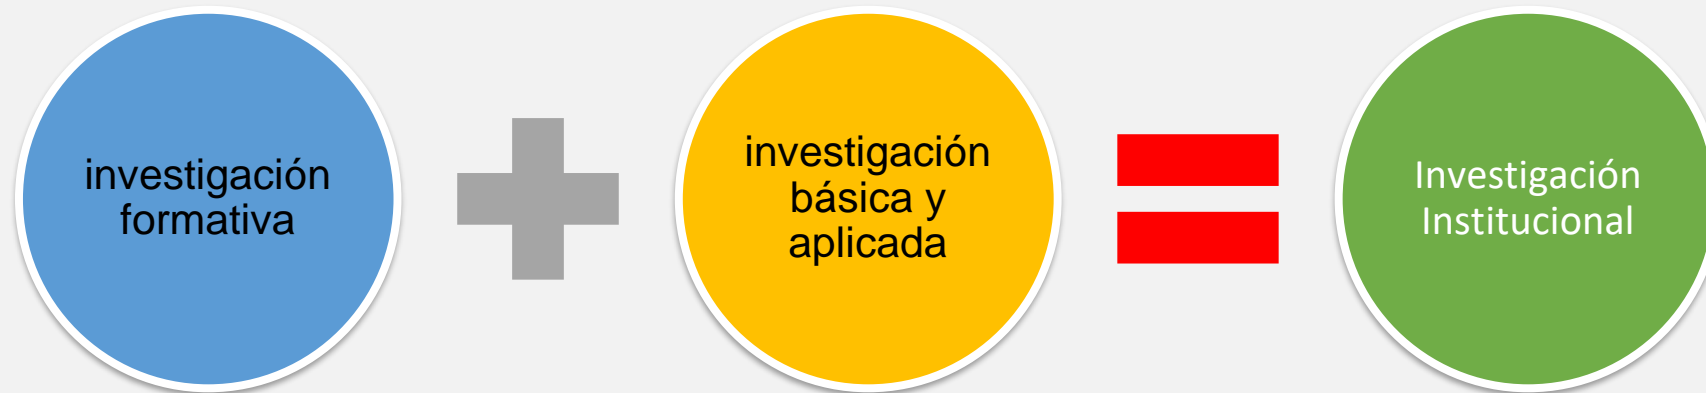 investigación
formativa
investigación
básica y
aplicada
Investigación
Institucional